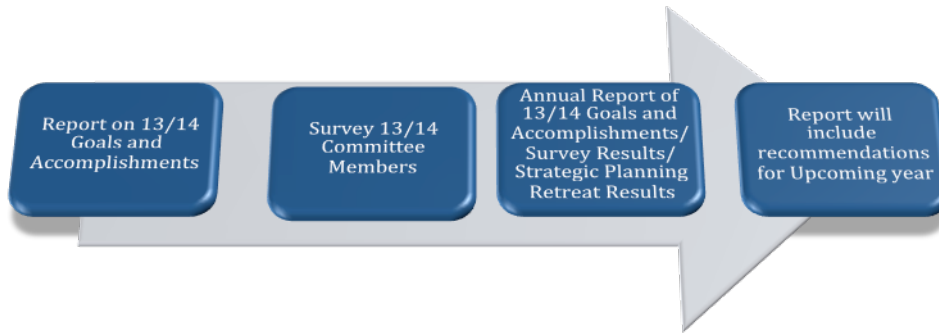 Report on 13/14
Goals and
Accomplishments
Survey 13/14
Committee
Members
Annual Report of
13/14 Goals and
Accomplishments/
Survey Results/
Strategic Planning
Retreat Results
Report will
include
recommendations
for Upcoming year